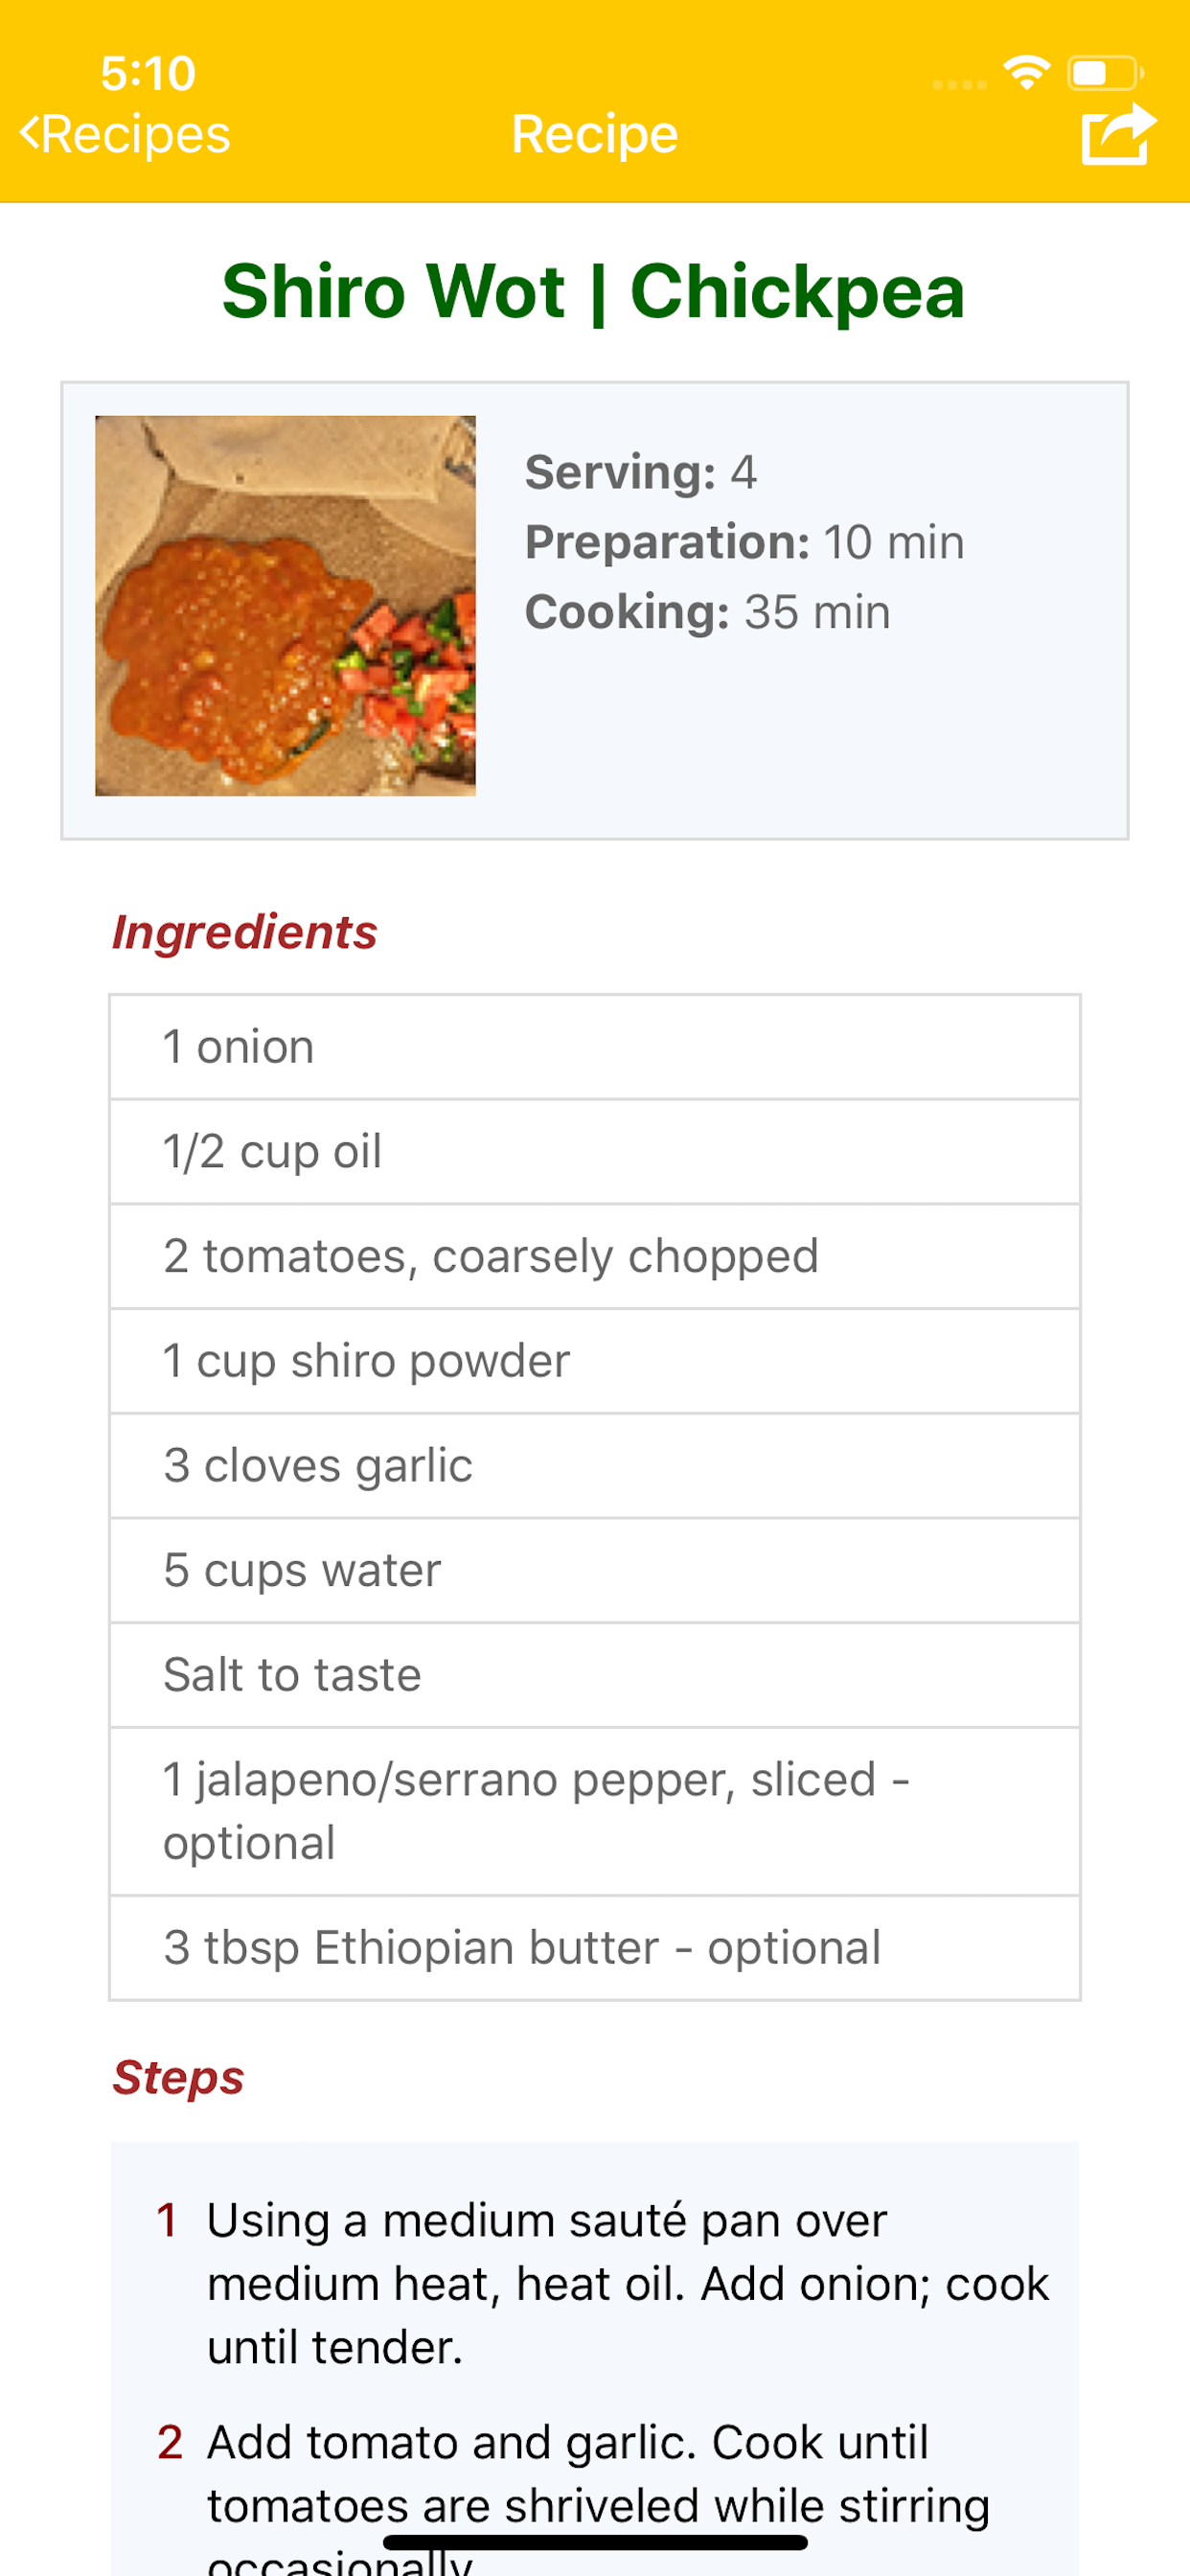 5:10
Recipes
Recipe
Shiro Wot | Chickpea
Serving: 4
Preparation: 10 min
Cooking: 35 min
Ingredients
1 onion
1/2 cup oil
2 tomatoes, coarsely chopped
1 cup shiro powder
3 cloves garlic
5 cups water
Salt to taste
1 jalapeno/serrano pepper, sliced -
optional
3 tbsp Ethiopian butter - optional
Steps
1 Using a medium sauté pan over
medium heat, heat oil. Add onion; cook
until tender.
2 Add tomato and garlic. Cook until
tomatoes are shriveled while stirring
occasionally